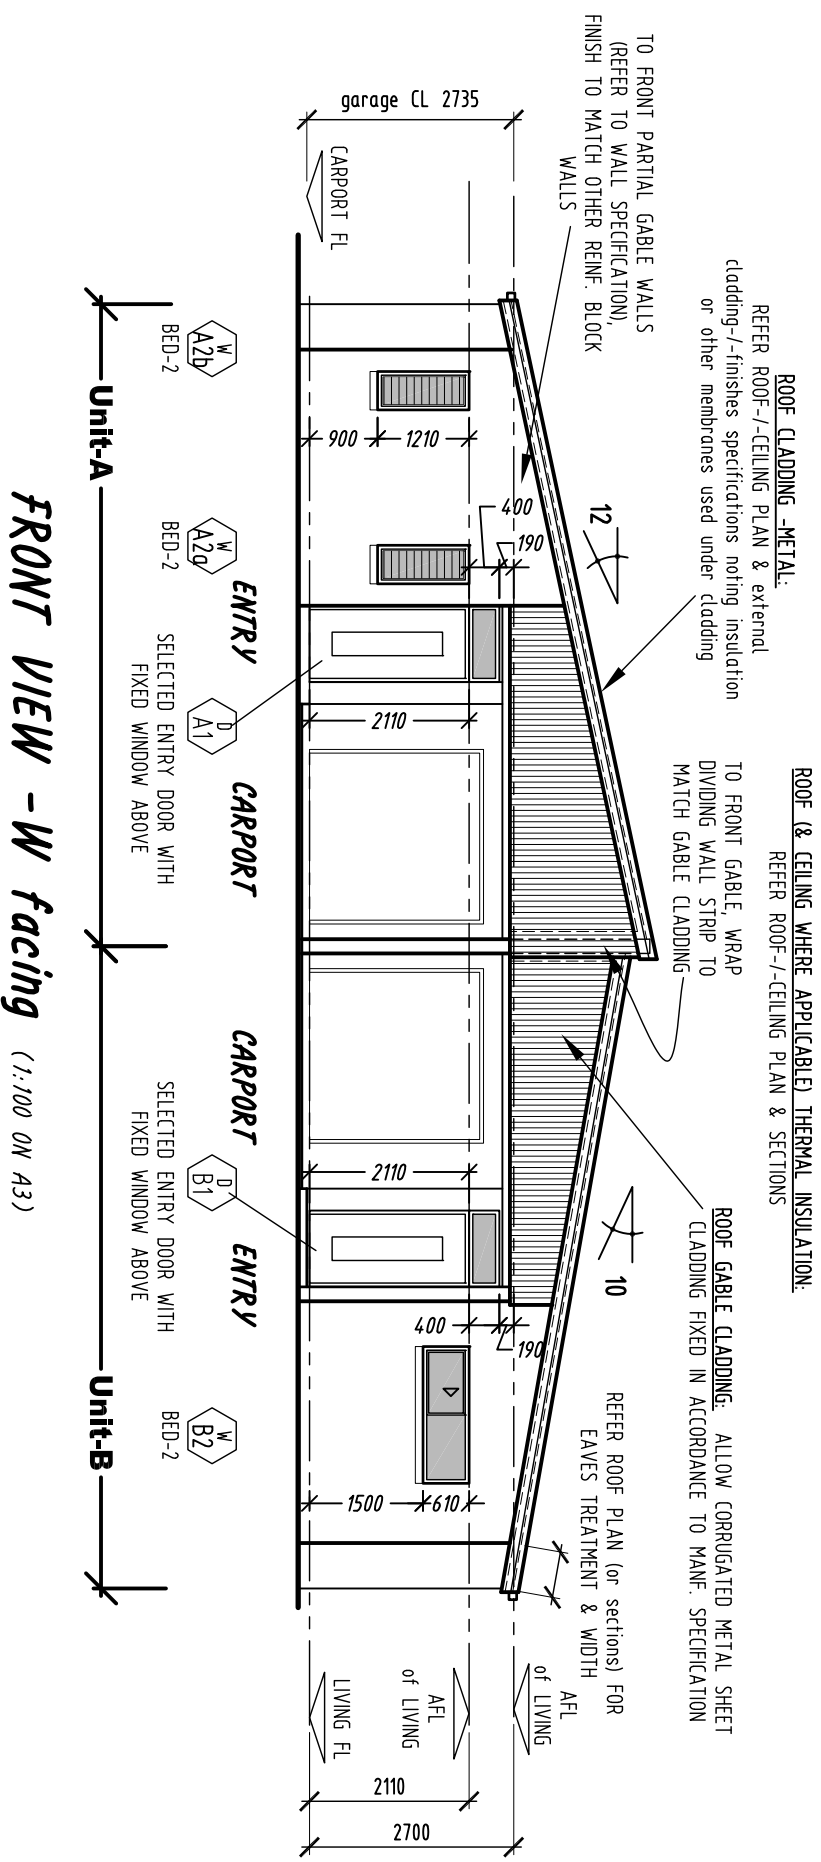 ROOF (& CEILING WHERE APPLICABLE) THERMAL INSULATION:
REFER ROOF-/-CEILING PLAN & SECTIONS
ROOF CLADDING -METAL:
REFER ROOF-/-CEILING PLAN & external
cladding-/-finishes specifications noting insulation
or other membranes used under cladding
TO FRONT GABLE, WRAP
DIVIDING WALL STRIP TO
MATCH GABLE CLADDING
ROOF GABLE CLADDING: ALLOW CORRUGATED METAL SHEET
CLADDING FIXED IN ACCORDANCE TO MANF. SPECIFICATION
TO FRONT PARTIAL GABLE WALLS
(REFER TO WALL SPECIFICATION),
FINISH TO MATCH OTHER REINF. BLOCK
WALLS
12
10
REFER ROOF PLAN (or sections) FOR
EAVES TREATMENT & WIDTH
garage CL 2735
CARPORT FL
900
1210
400
190
2110
2110
400
190
1500
610
AFL
of LIVING
AFL
of LIVING
LIVING FL
2110
2700
ENTRY
CARPORT
CARPORT
ENTRY
W
A2b
BED-2
W
A2a
BED-2
D
A1
SELECTED ENTRY DOOR WITH
FIXED WINDOW ABOVE
D
B1
SELECTED ENTRY DOOR WITH
FIXED WINDOW ABOVE
W
B2
BED-2
Unit-A
Unit-B
FRONT VIEW - W facing (1:100 ON A3)